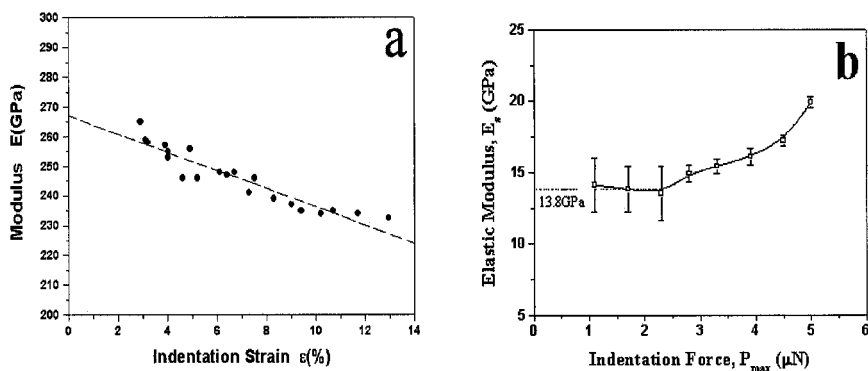 a
Modulus E(GPa)
300
290
280
270
260
250
240
230
220
210
200
0 2 4 6 8 10 12 14
Indentation Strain ε(%)
b
Elastic Modulus, Es (GPa)
25
20
15
10
5
13.8GPa
0 1 2 3 4 5 6
Indentation Force, Pmax (μN)